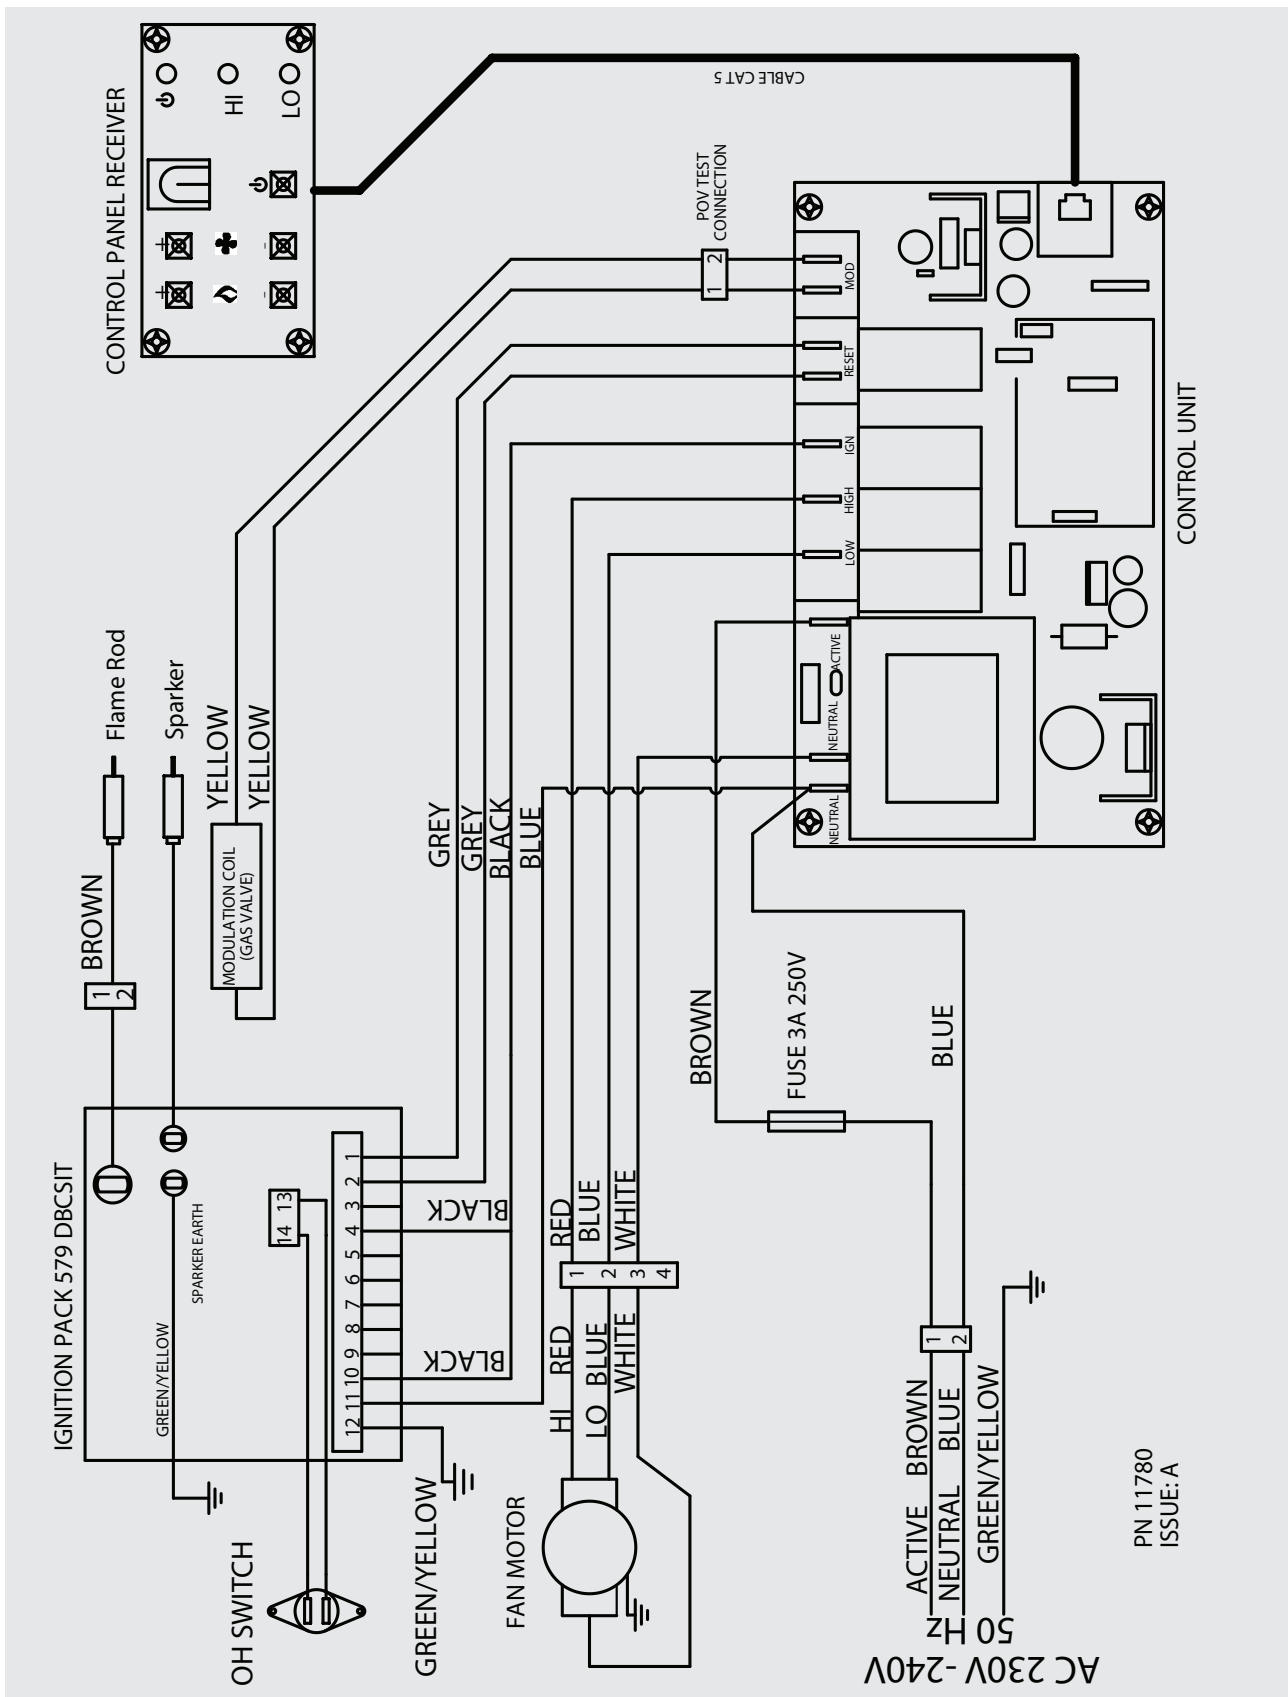 CONTROL PANEL RECEIVER
HI
LO
+
-
+
-
CABLE CAT 5
POV TEST
CONNECTION
1 2
MOD
RESET
IGN
HIGH
LOW
ACTIVE
NEUTRAL
NEUTRAL
CONTROL UNIT
Flame Rod
Sparker
BROWN
1
2
YELLOW
YELLOW
MODULATION COIL
(GAS VALVE)
GREY
GREY
BLACK
BLUE
IGNITION PACK 579 DBCSIT
SPARKER EARTH
GREEN/YELLOW
14 13
12 11 10 9 8 7 6 5 4 3 2 1
BLACK
BLACK
OH SWITCH
GREEN/YELLOW
RED
BLUE
WHITE
1
2
3
4
HI RED
LO BLUE
WHITE
FAN MOTOR
BROWN
FUSE 3A 250V
BLUE
1
2
ACTIVE BROWN
NEUTRAL BLUE
GREEN/YELLOW
AC 230V -240V
50 Hz
PN 11780
ISSUE: A